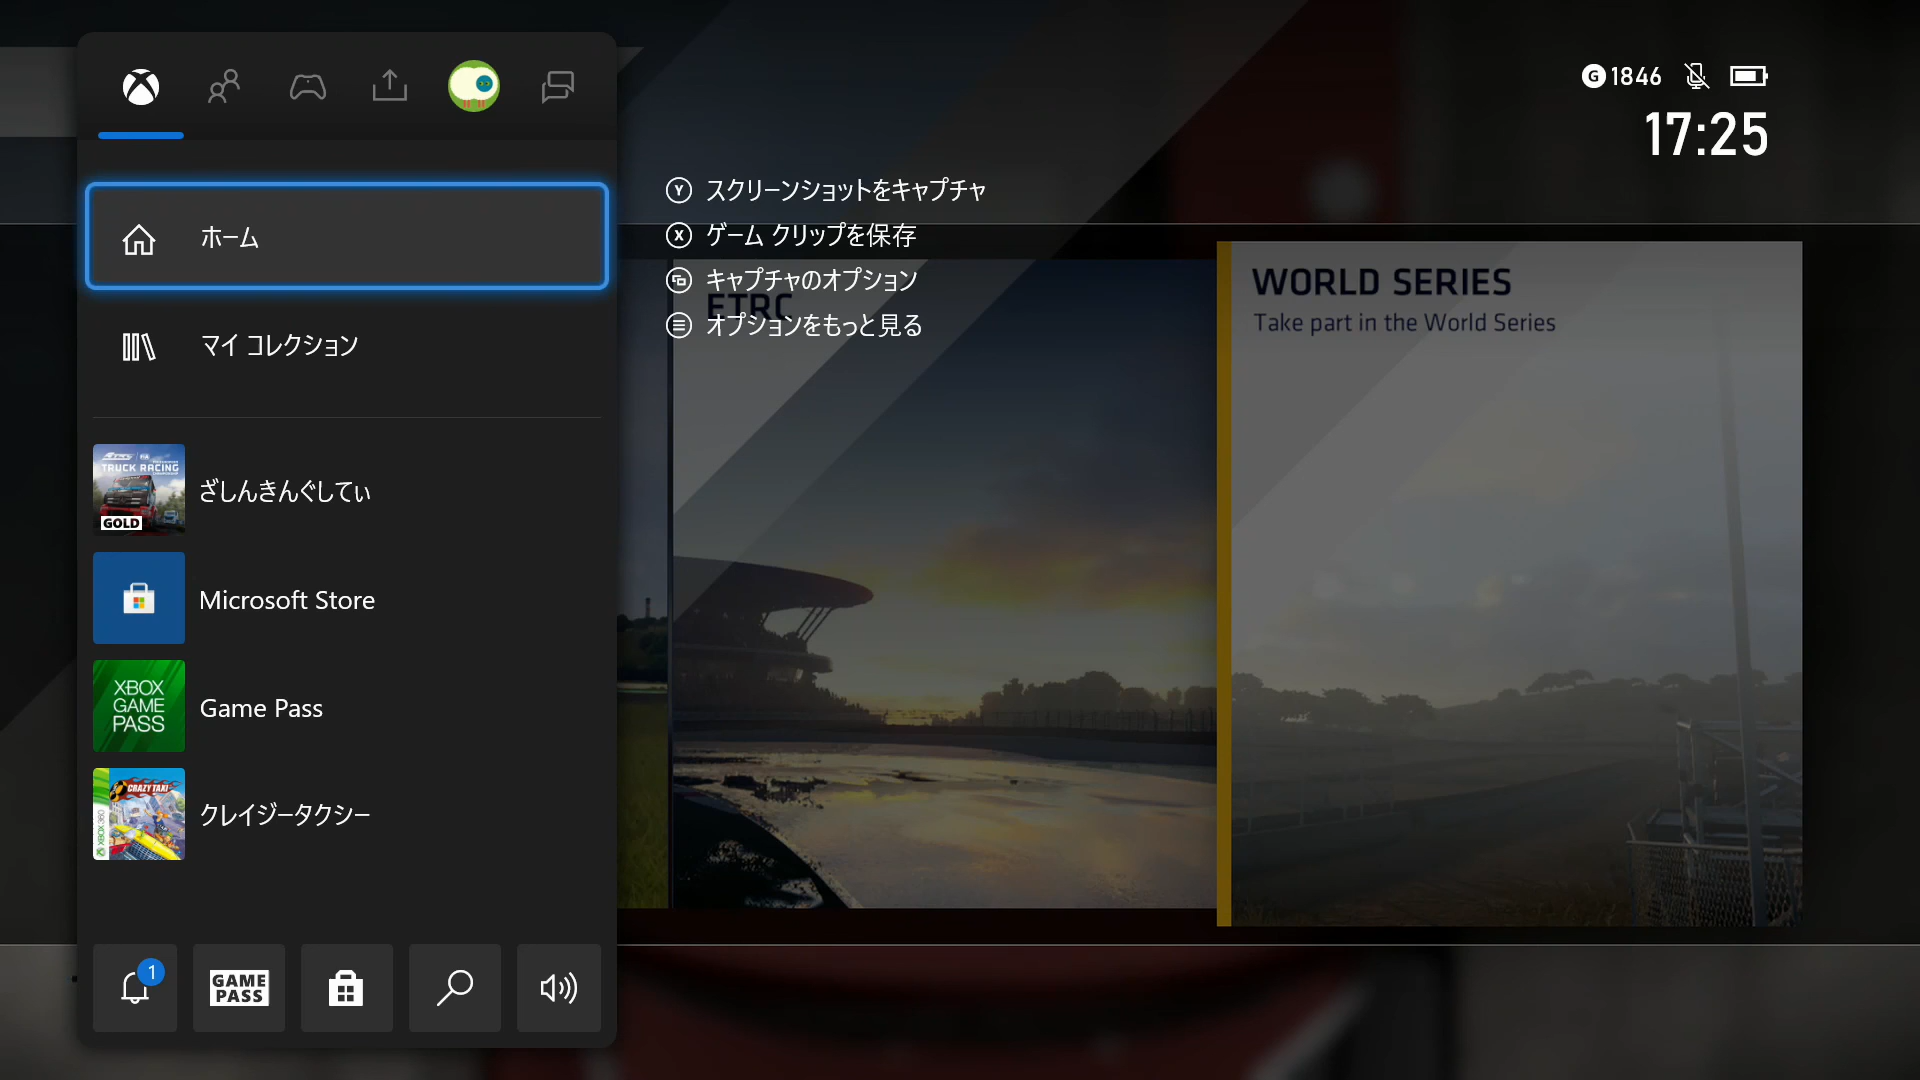 G 1846
17:25
Y スクリーンショットをキャプチャ
X ゲーム クリップを保存
キャプチャのオプション
オプションをもっと見る
ホーム
マイ コレクション
TRUCK RACING
GOLD
ざしんきんぐしてぃ
Microsoft Store
XBOX
GAME
PASS
Game Pass
CRAZY TAXI
XBOX 360
クレイジータクシー
1
GAME
PASS
ETRC
WORLD SERIES
Take part in the World Series